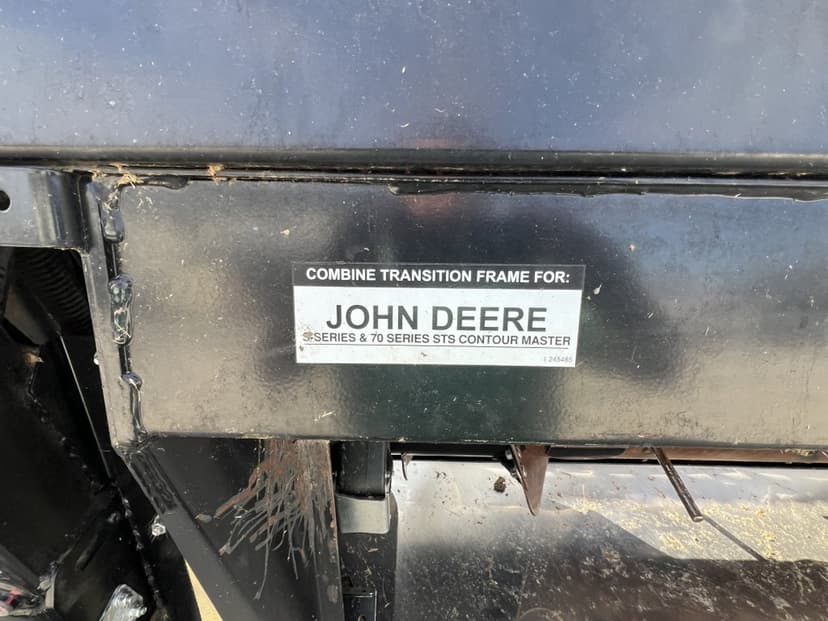 COMBINE TRANSITION FRAME FOR:
JOHN DEERE
S-SERIES & 70 SERIES STS CONTOUR MASTER